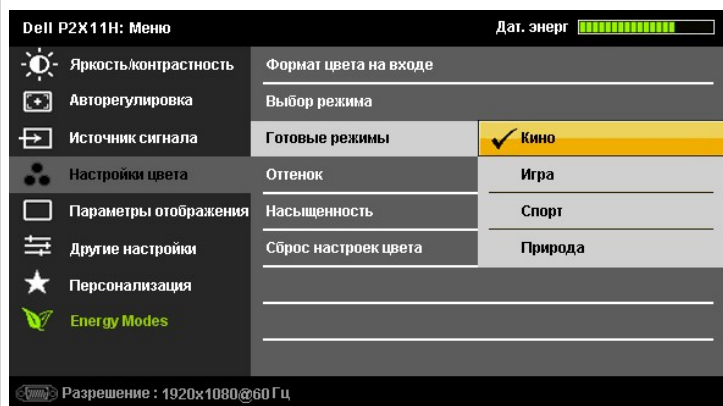 Dell P2X11H: Меню
Дат. энерг
Яркость/контрастность
Формат цвета на входе
Авторегулировка
Выбор режима
Источник сигнала
Готовые режимы
Кино
Настройки цвета
Оттенок
Игра
Параметры отображения
Насыщенность
Спорт
Другие настройки
Сброс настроек цвета
Природа
Персонализация
Energy Modes
Разрешение : 1920x1080@60 Гц